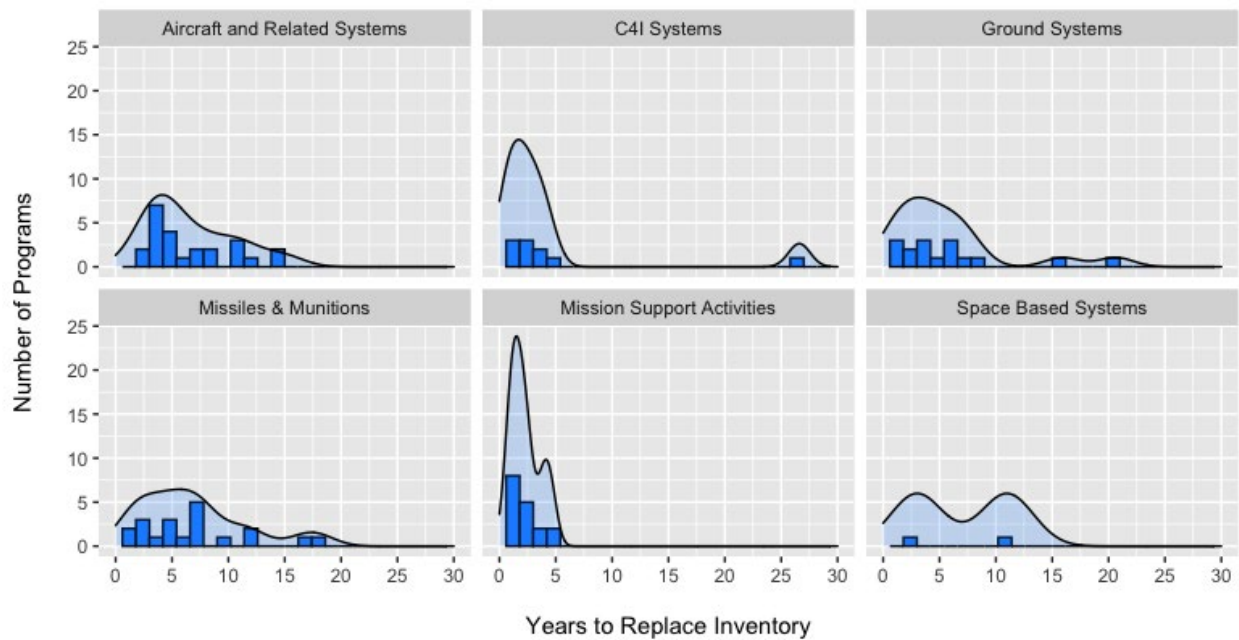 Aircraft and Related Systems C4I Systems Ground Systems
25
20
15
10
5
0
Missiles & Munitions Mission Support Activities Space Based Systems
25
20
15
10
5
0
0 5 10 15 20 25 30 0 5 10 15 20 25 30 0 5 10 15 20 25 30
Number of Programs
Years to Replace Inventory